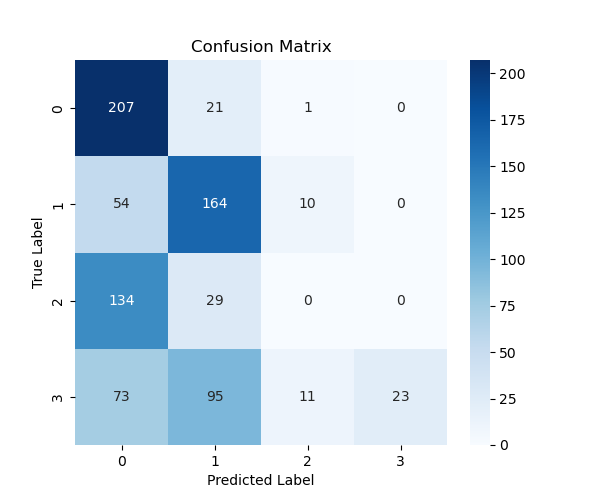 Confusion Matrix
0 207 21 1 0
1 54 164 10 0
2 134 29 0 0
3 73 95 11 23
0 1 2 3
True Label
Predicted Label
200
175
150
125
100
75
50
25
0